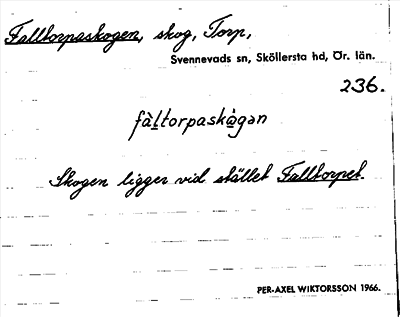 Falltorpaskogen, skog, Torp,
Svennevads sn, Sköllersta hd, Ör. län.
236.
fàltorpaskògən
Skogen ligger vid stället Falltorpet.
PER-AXEL WIKTORSSON 1966.